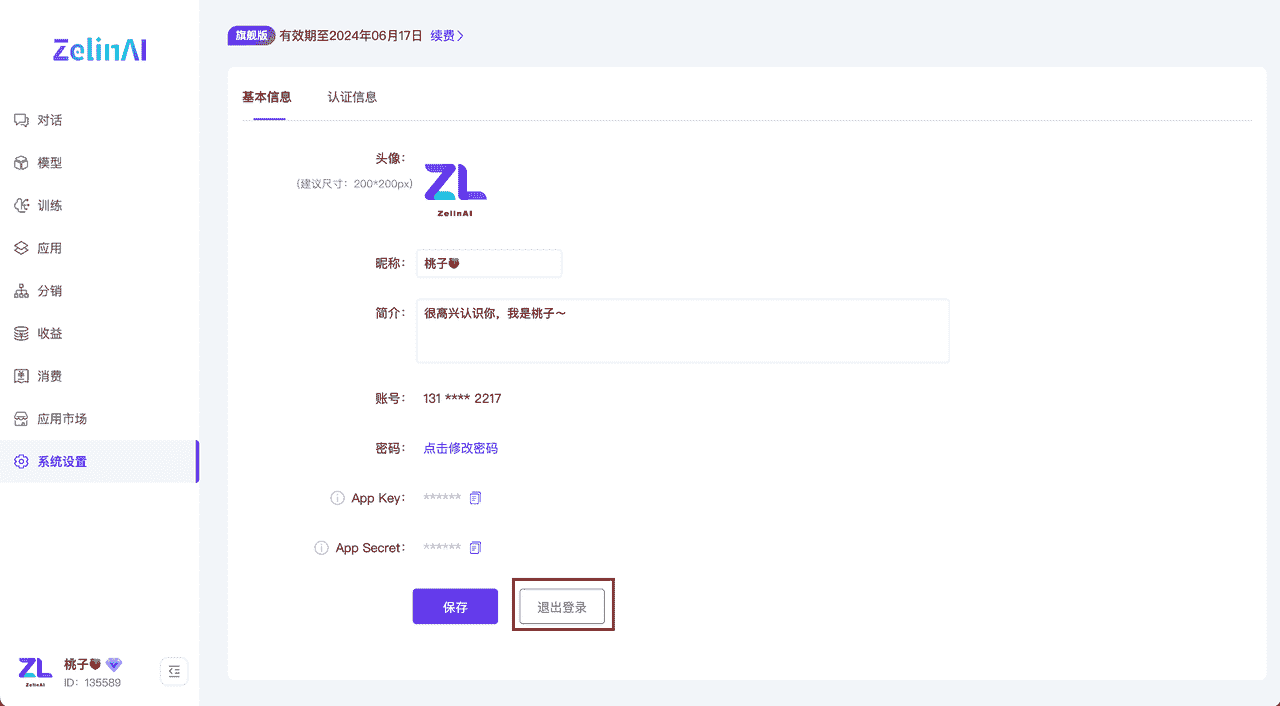 ZelinAI
对话
模型
训练
应用
分销
收益
消费
应用市场
系统设置
ZL
ZelinAI
桃子
ID: 135589
旗舰版 有效期至2024年06月17日 续费
基本信息 认证信息
头像:
(建议尺寸: 200*200px)
ZL
ZelinAI
昵称: 桃子
简介: 很高兴认识你，我是桃子～
账号: 131 **** 2217
密码: 点击修改密码
App Key: ******
App Secret: ******
保存 退出登录